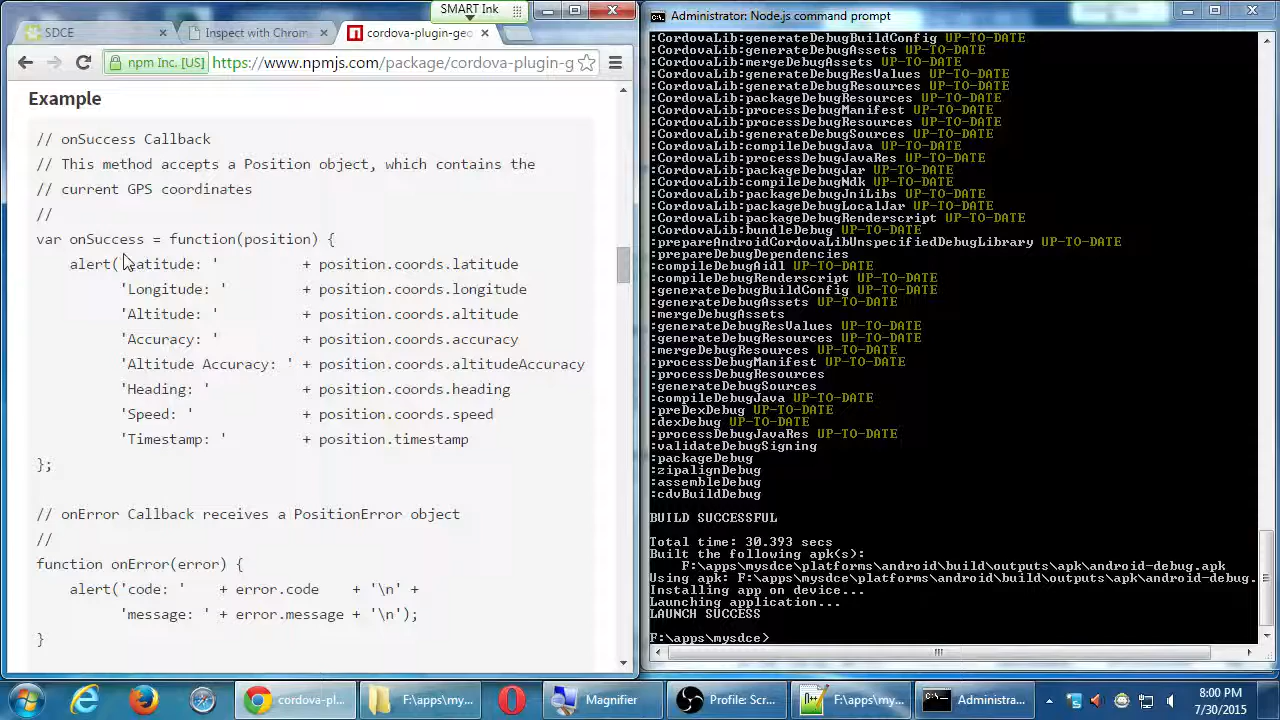 SMART Ink
SDCE
Inspect with Chrom
cordova-plugin-geo
npm Inc. [US]
https://www.npmjs.com/package/cordova-plugin-g
Example
// onSuccess Callback
// This method accepts a Position object, which contains the
// current GPS coordinates
//
var onSuccess = function(position) {
alert('Latitude: ' + position.coords.latitude
'Longitude: ' + position.coords.longitude
'Altitude: ' + position.coords.altitude
'Accuracy: ' + position.coords.accuracy
'Altitude Accuracy: ' + position.coords.altitudeAccuracy
'Heading: ' + position.coords.heading
'Speed: ' + position.coords.speed
'Timestamp: ' + position.timestamp
};
// onError Callback receives a PositionError object
//
function onError(error) {
alert('code: ' + error.code + '\n' +
'message: ' + error.message + '\n');
}
Administrator: Node.js command prompt
:CordovaLib:generateDebugBuildConfig UP-TO-DATE
:CordovaLib:generateDebugAssets UP-TO-DATE
:CordovaLib:mergeDebugAssets UP-TO-DATE
:CordovaLib:generateDebugResValues UP-TO-DATE
:CordovaLib:generateDebugResources UP-TO-DATE
:CordovaLib:packageDebugResources UP-TO-DATE
:CordovaLib:processDebugManifest UP-TO-DATE
:CordovaLib:processDebugResources UP-TO-DATE
:CordovaLib:generateDebugSources UP-TO-DATE
:CordovaLib:compileDebugJava UP-TO-DATE
:CordovaLib:processDebugJavaRes UP-TO-DATE
:CordovaLib:packageDebugJar UP-TO-DATE
:CordovaLib:compileDebugNdk UP-TO-DATE
:CordovaLib:packageDebugJniLibs UP-TO-DATE
:CordovaLib:packageDebugLocalJar UP-TO-DATE
:CordovaLib:packageDebugRenderscript UP-TO-DATE
:CordovaLib:bundleDebug UP-TO-DATE
:prepareAndroidCordovaLibUnspecifiedDebugLibrary UP-TO-DATE
:prepareDebugDependencies
:compileDebugAidl UP-TO-DATE
:compileDebugRenderscript UP-TO-DATE
:generateDebugBuildConfig UP-TO-DATE
:generateDebugAssets UP-TO-DATE
:mergeDebugAssets
:generateDebugResValues UP-TO-DATE
:generateDebugResources UP-TO-DATE
:mergeDebugResources UP-TO-DATE
:processDebugManifest UP-TO-DATE
:processDebugResources
:generateDebugSources
:compileDebugJava UP-TO-DATE
:preDexDebug UP-TO-DATE
:dexDebug UP-TO-DATE
:processDebugJavaRes UP-TO-DATE
:validateDebugSigning
:packageDebug
:zipalignDebug
:assembleDebug
:cdvBuildDebug
BUILD SUCCESSFUL
Total time: 30.393 secs
Built the following apk(s):
F:\apps\mysdce\platforms\android\build\outputs\apk\android-debug.apk
Using apk: F:\apps\mysdce\platforms\android\build\outputs\apk\android-debug.
Installing app on device...
Launching application...
LAUNCH SUCCESS
F:\apps\mysdce>
cordova-pl...
F:\apps\my...
Magnifier
Profile: Scr...
F:\apps\my...
Administra...
8:00 PM
7/30/2015